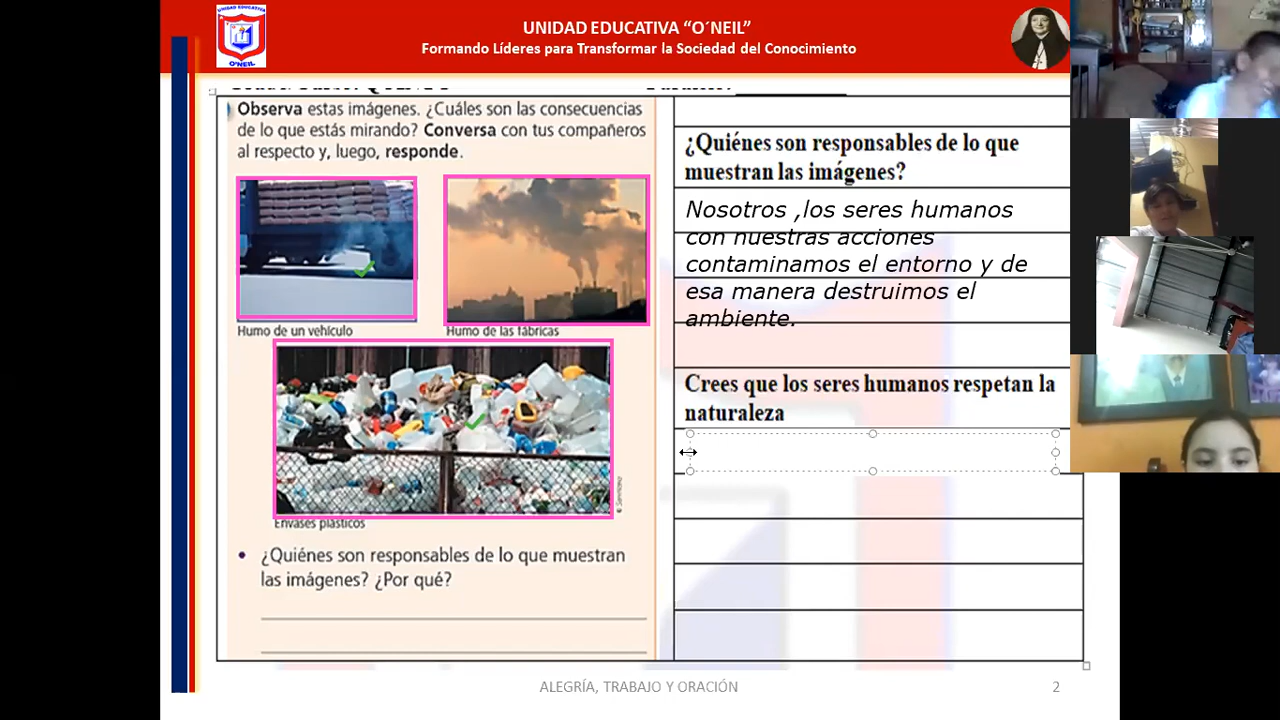 UNIDAD EDUCATIVA
O´NEIL
UNIDAD EDUCATIVA “O´NEIL”
Formando Líderes para Transformar la Sociedad del Conocimiento
Observa estas imágenes. ¿Cuáles son las consecuencias
de lo que estás mirando? Conversa con tus compañeros
al respecto y, luego, responde.
Humo de un vehículo
Humo de las fábricas
Envases plásticos
• ¿Quiénes son responsables de lo que muestran
las imágenes? ¿Por qué?
¿Quiénes son responsables de lo que
muestran las imágenes?
Nosotros ,los seres humanos
con nuestras acciones
contaminamos el entorno y de
esa manera destruimos el
ambiente.
Crees que los seres humanos respetan la
naturaleza
ALEGRÍA, TRABAJO Y ORACIÓN
2